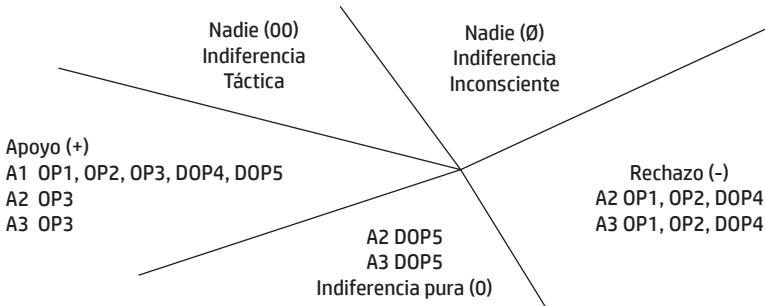 Nadie (00)
Indiferencia
Táctica
Nadie (Ø)
Indiferencia
Inconsciente
Apoyo (+)
A1 OP1, OP2, OP3, DOP4, DOP5
A2 OP3
A3 OP3
Rechazo (-)
A2 OP1, OP2, DOP4
A3 OP1, OP2, DOP4
A2 DOP5
A3 DOP5
Indiferencia pura (0)